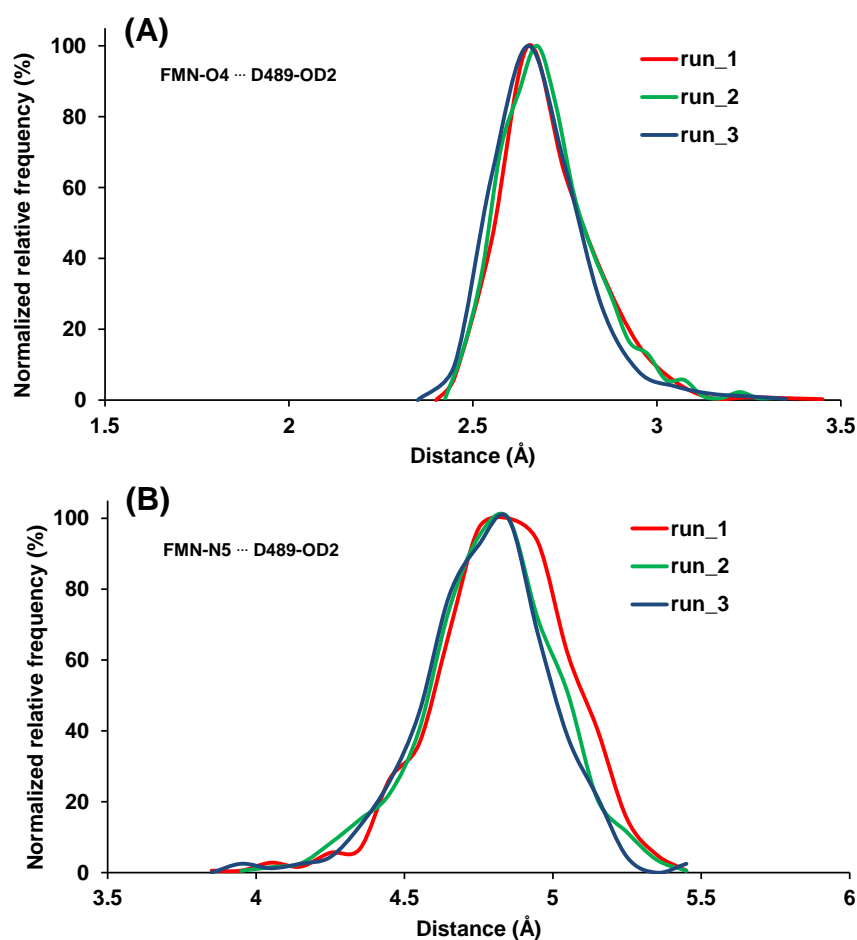 (A)
FMN-O4 ··· D489-OD2
run_1
run_2
run_3
Normalized relative frequency (%)
100
80
60
40
20
0
1.5 2 2.5 3 3.5
Distance (Å)
(B)
FMN-N5 ··· D489-OD2
run_1
run_2
run_3
Normalized relative frequency (%)
100
80
60
40
20
0
3.5 4 4.5 5 5.5 6
Distance (Å)